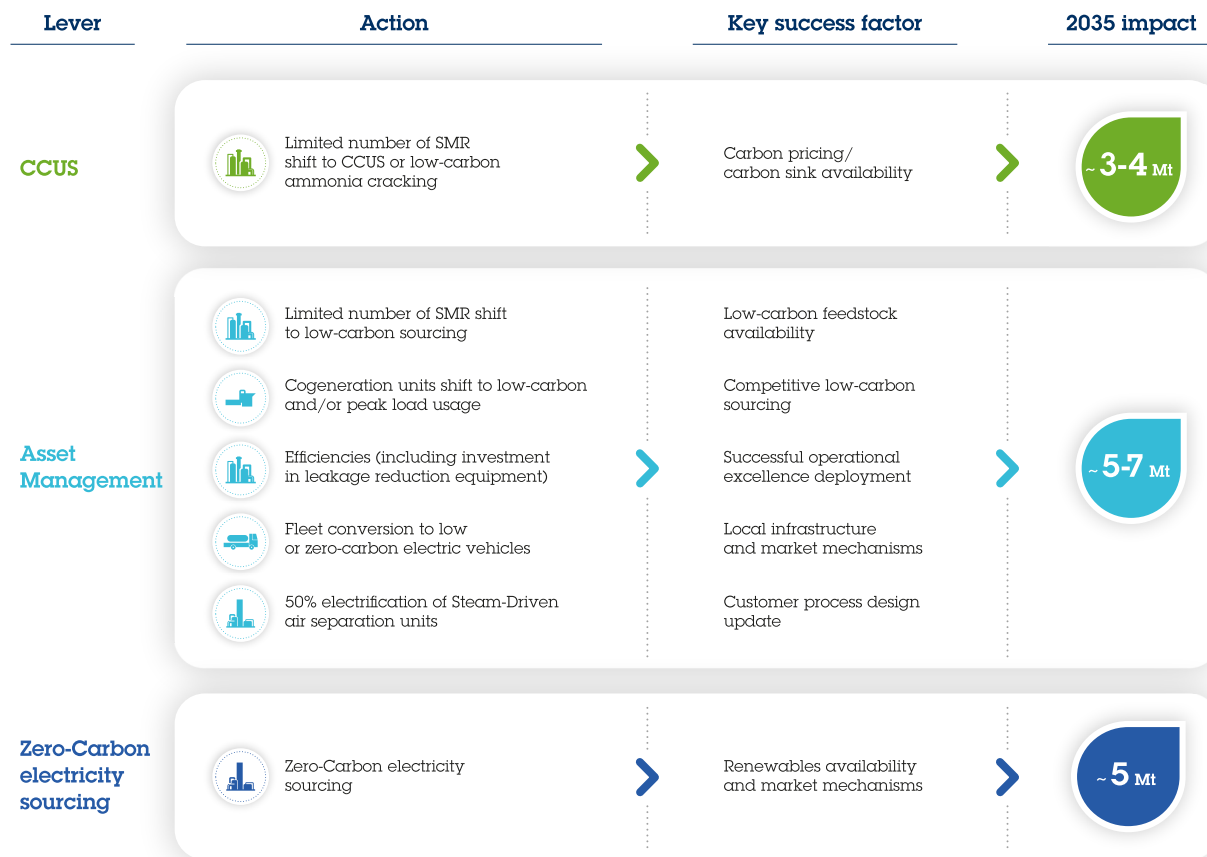 Lever
Action
Key success factor
2035 impact
CCUS
Limited number of SMR
shift to CCUS or low-carbon
ammonia cracking
Carbon pricing/
carbon sink availability
~ 3-4 Mt
Asset
Management
Limited number of SMR shift
to low-carbon sourcing
Low-carbon feedstock
availability
Cogeneration units shift to low-carbon
and/or peak load usage
Competitive low-carbon
sourcing
Efficiencies (including investment
in leakage reduction equipment)
Successful operational
excellence deployment
Fleet conversion to low
or zero-carbon electric vehicles
Local infrastructure
and market mechanisms
50% electrification of Steam-Driven
air separation units
Customer process design
update
~ 5-7 Mt
Zero-Carbon
electricity
sourcing
Zero-Carbon electricity
sourcing
Renewables availability
and market mechanisms
~ 5 Mt